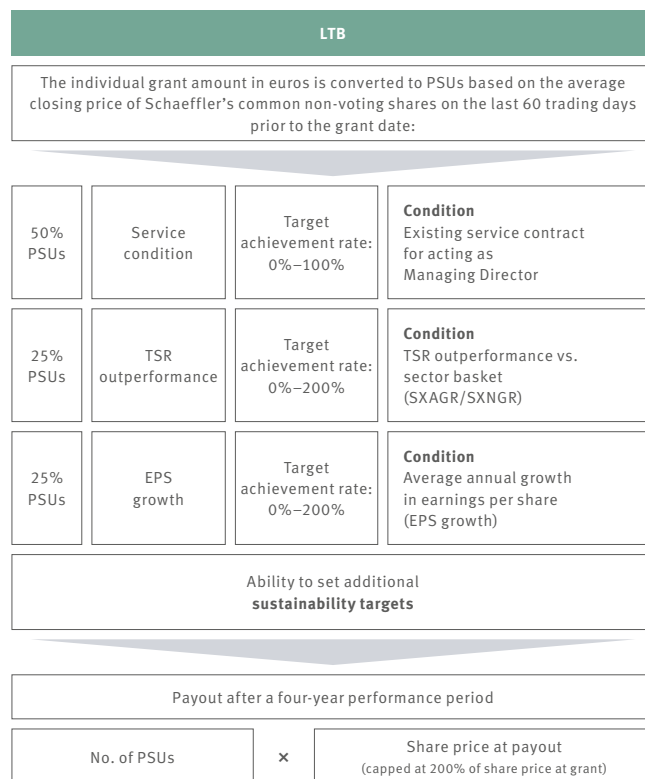 LTB
The individual grant amount in euros is converted to PSUs based on the average
closing price of Schaeffler's common non-voting shares on the last 60 trading days
prior to the grant date:
50%
PSUs
Service
condition
Target
achievement rate:
0%–100%
Condition
Existing service contract
for acting as
Managing Director
25%
PSUs
TSR
outperformance
Target
achievement rate:
0%–200%
Condition
TSR outperformance vs.
sector basket
(SXAGR/SXNGR)
25%
PSUs
EPS
growth
Target
achievement rate:
0%–200%
Condition
Average annual growth
in earnings per share
(EPS growth)
Ability to set additional
sustainability targets
Payout after a four-year performance period
No. of PSUs
×
Share price at payout
(capped at 200% of share price at grant)